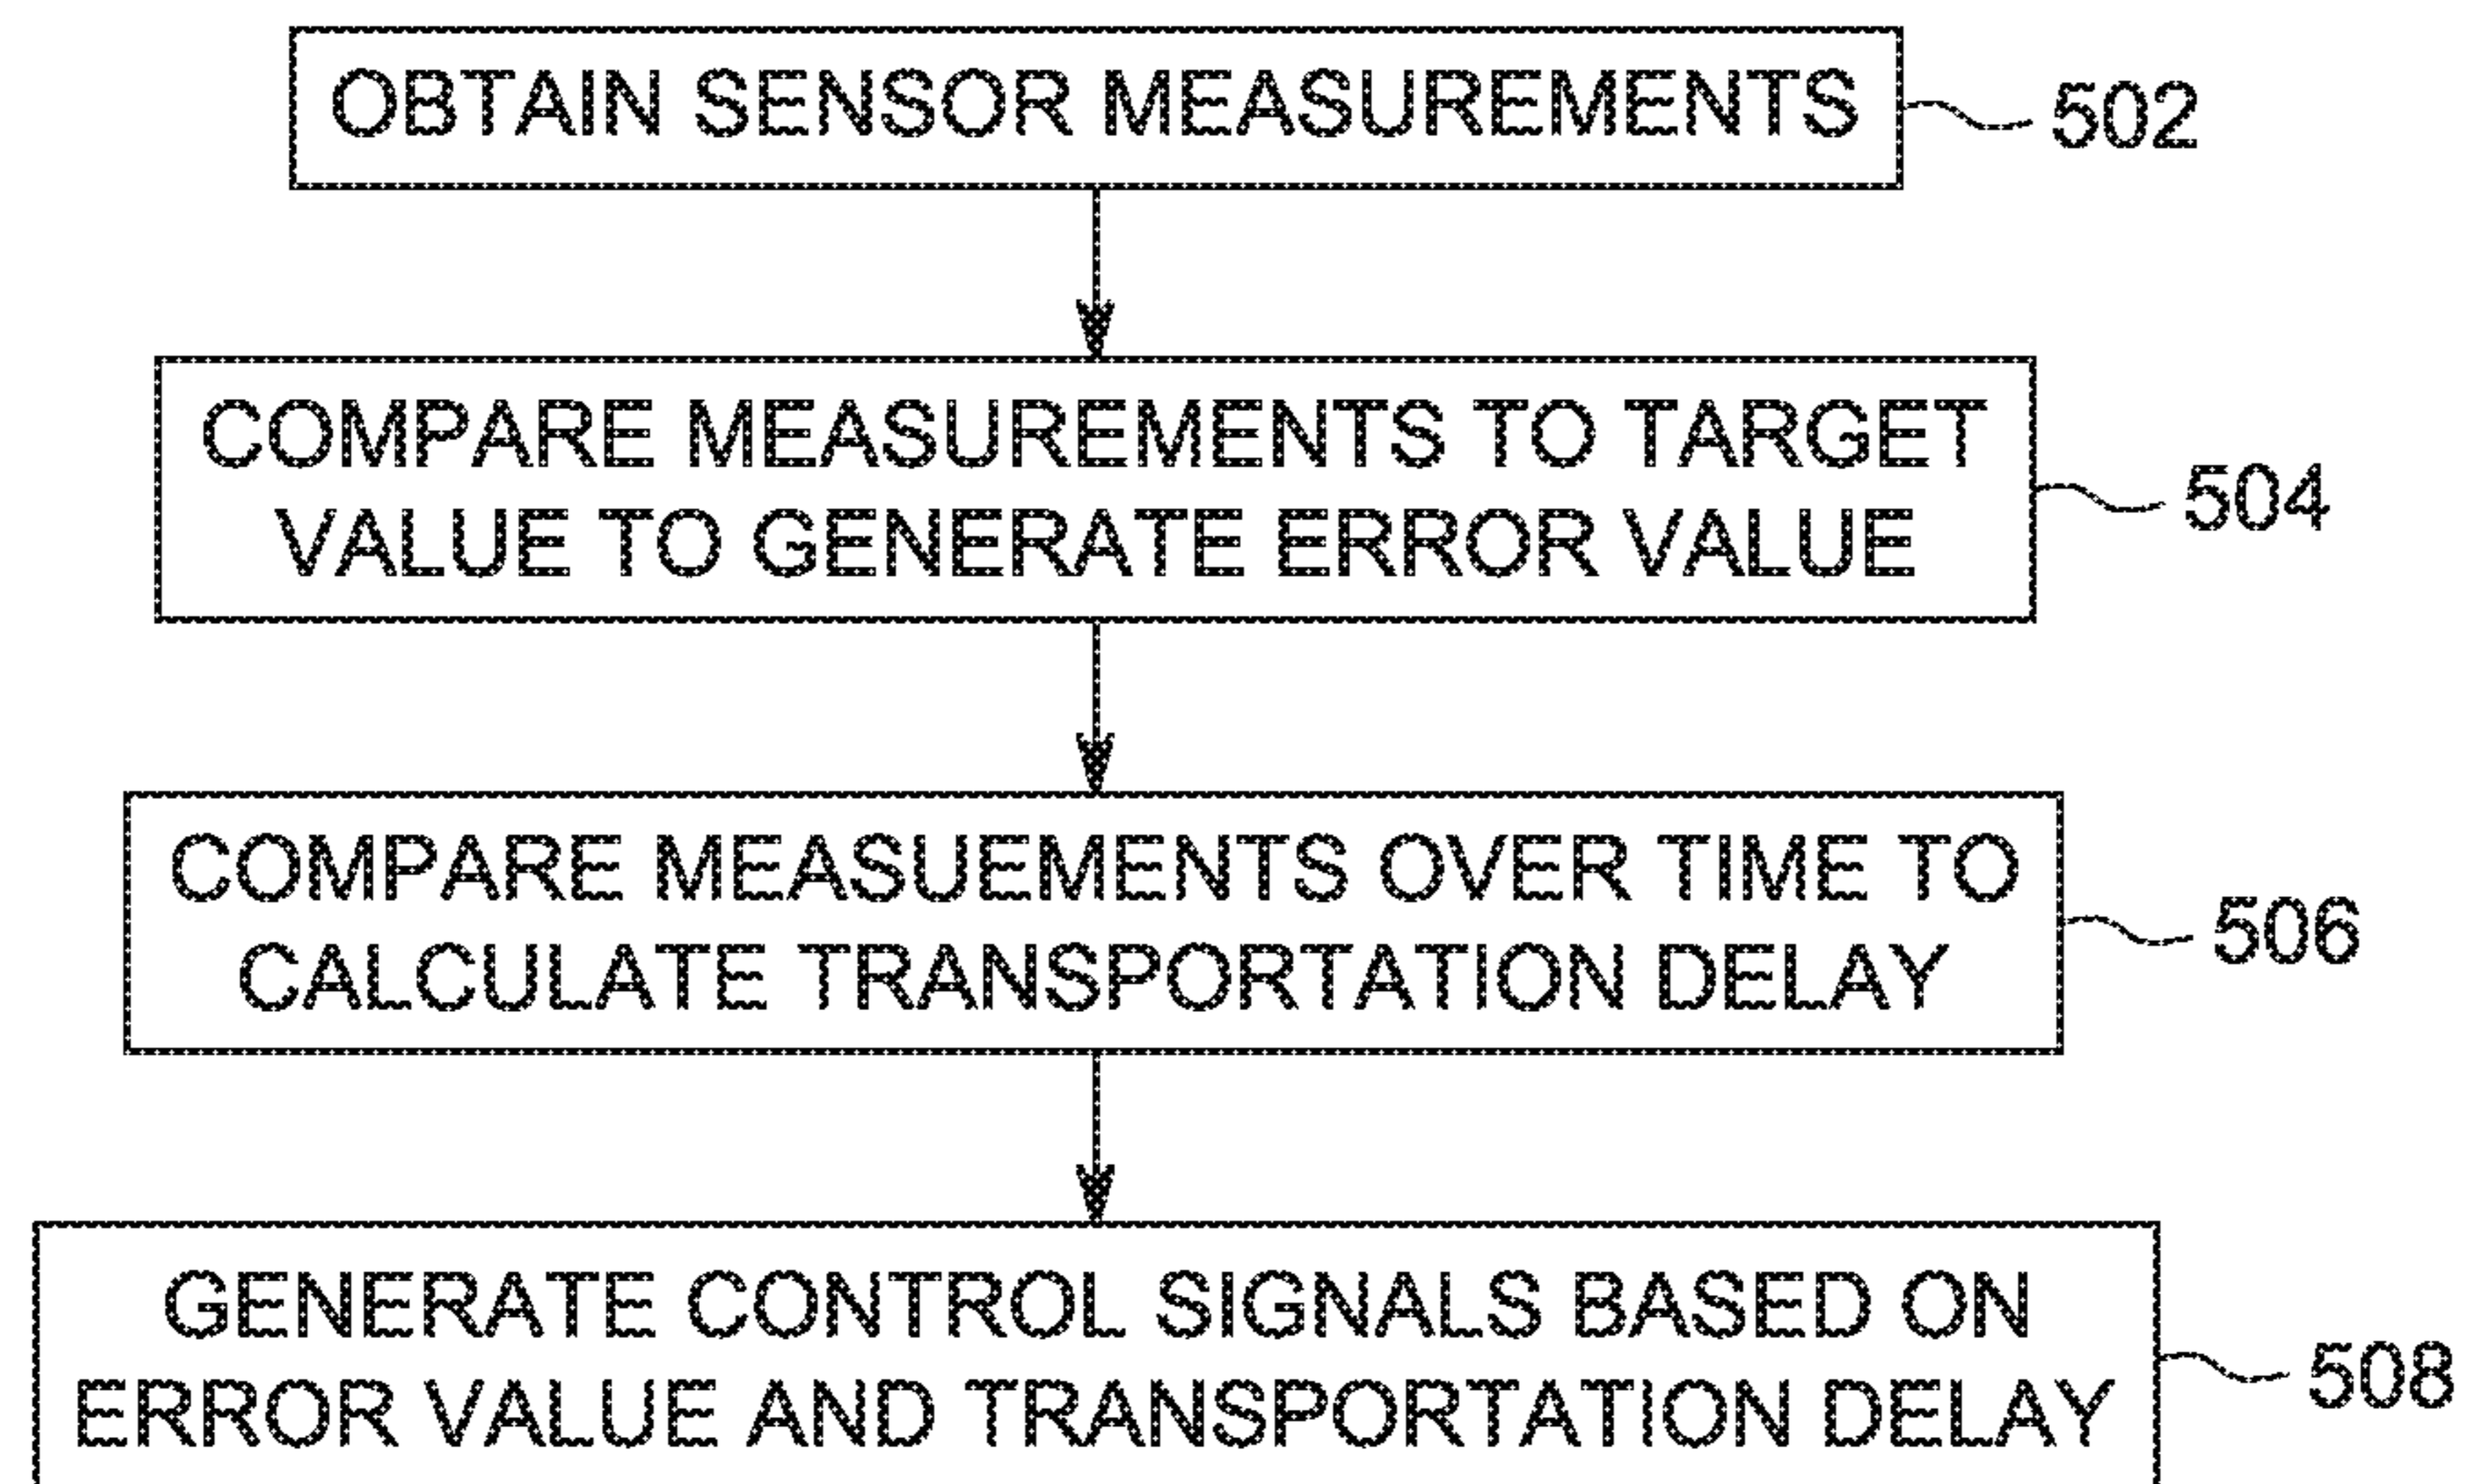 OBTAIN SENSOR MEASUREMENTS
502
COMPARE MEASUREMENTS TO TARGET
VALUE TO GENERATE ERROR VALUE
504
COMPARE MEASUEMENTS OVER TIME TO
CALCULATE TRANSPORTATION DELAY
506
GENERATE CONTROL SIGNALS BASED ON
ERROR VALUE AND TRANSPORTATION DELAY
508